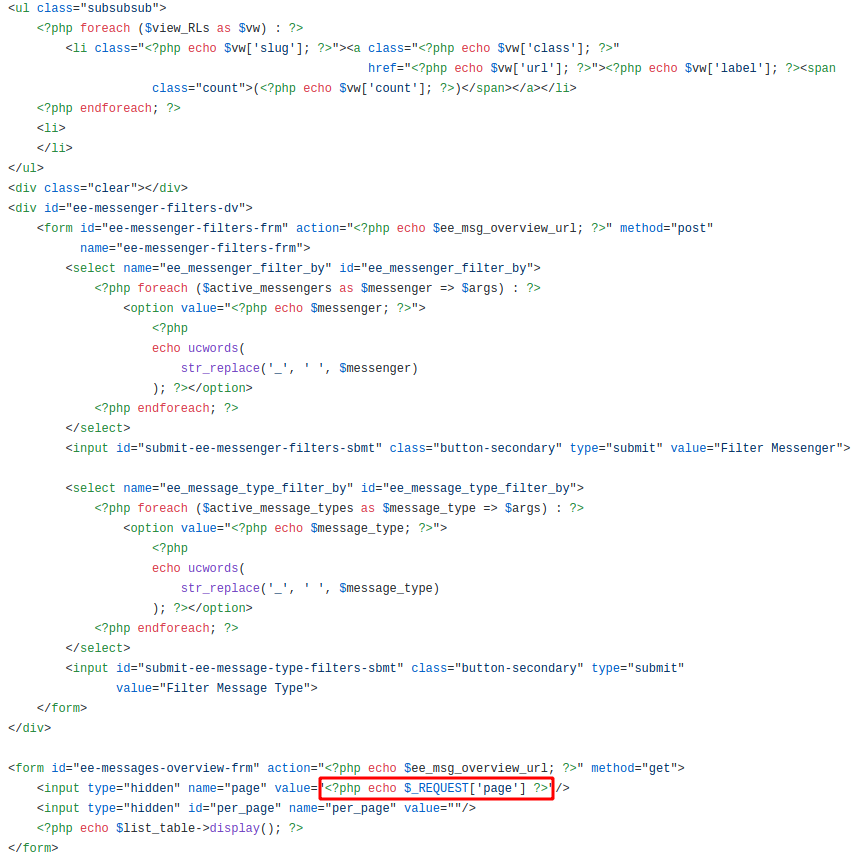 <ul class="subsubsub">
    <?php foreach ($view_RLs as $vw) : ?>
        <li class="<?php echo $vw['slug']; ?>"><a class="<?php echo $vw['class']; ?>"
                                                  href="<?php echo $vw['url']; ?>"><?php echo $vw['label']; ?><span
                    class="count">(<?php echo $vw['count']; ?>)</span></a></li>
    <?php endforeach; ?>
    <li>
    </li>
</ul>
<div class="clear"></div>
<div id="ee-messenger-filters-dv">
    <form id="ee-messenger-filters-frm" action="<?php echo $ee_msg_overview_url; ?>" method="post"
          name="ee-messenger-filters-frm">
        <select name="ee_messenger_filter_by" id="ee_messenger_filter_by">
            <?php foreach ($active_messengers as $messenger => $args) : ?>
                <option value="<?php echo $messenger; ?>">
                    <?php
                    echo ucwords(
                        str_replace('_', ' ', $messenger)
                    ); ?></option>
            <?php endforeach; ?>
        </select>
        <input id="submit-ee-messenger-filters-sbmt" class="button-secondary" type="submit" value="Filter Messenger">

        <select name="ee_message_type_filter_by" id="ee_message_type_filter_by">
            <?php foreach ($active_message_types as $message_type => $args) : ?>
                <option value="<?php echo $message_type; ?>">
                    <?php
                    echo ucwords(
                        str_replace('_', ' ', $message_type)
                    ); ?></option>
            <?php endforeach; ?>
        </select>
        <input id="submit-ee-message-type-filters-sbmt" class="button-secondary" type="submit"
               value="Filter Message Type">
    </form>
</div>

<form id="ee-messages-overview-frm" action="<?php echo $ee_msg_overview_url; ?>" method="get">
    <input type="hidden" name="page" value="<?php echo $_REQUEST['page'] ?>"/>
    <input type="hidden" id="per_page" name="per_page" value=""/>
    <?php echo $list_table->display(); ?>
</form>